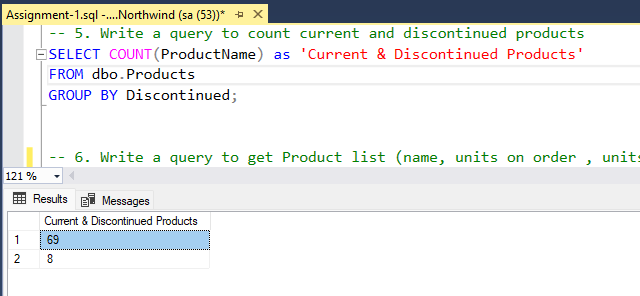 Assignment-1.sql -....Northwind (sa (53))*
-- 5. Write a query to count current and discontinued products
SELECT COUNT(ProductName) as 'Current & Discontinued Products'
FROM dbo.Products
GROUP BY Discontinued;
-- 6. Write a query to get Product list (name, units on order , units
121 %
Results Messages
Current & Discontinued Products
1 69
2 8